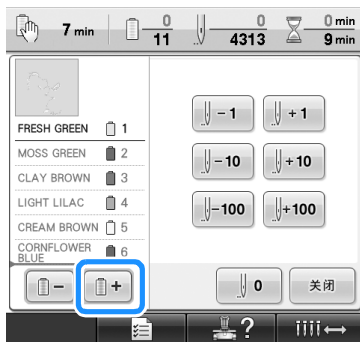 7 min
0
11
0
4313
0 min
9 min
FRESH GREEN 1
MOSS GREEN 2
CLAY BROWN 3
LIGHT LILAC 4
CREAM BROWN 5
CORNFLOWER
BLUE 6
-1
+1
-10
+10
-100
+100
-
+
0
关闭
?